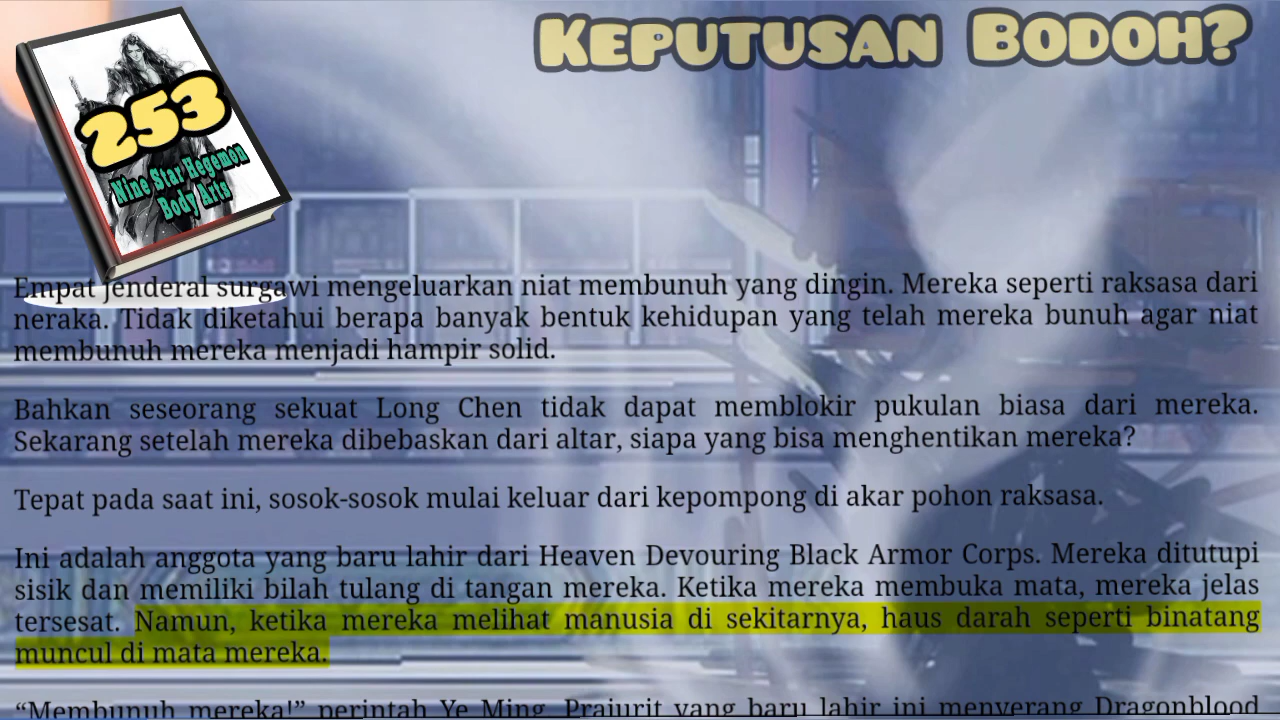 KEPUTUSAN BODOH?
253
Nine Star Hegemon
Body Arts
Empat jenderal surgawi mengeluarkan niat membunuh yang dingin. Mereka seperti raksasa dari
neraka. Tidak diketahui berapa banyak bentuk kehidupan yang telah mereka bunuh agar niat
membunuh mereka menjadi hampir solid.
Bahkan seseorang sekuat Long Chen tidak dapat memblokir pukulan biasa dari mereka.
Sekarang setelah mereka dibebaskan dari altar, siapa yang bisa menghentikan mereka?
Tepat pada saat ini, sosok-sosok mulai keluar dari kepompong di akar pohon raksasa.
Ini adalah anggota yang baru lahir dari Heaven Devouring Black Armor Corps. Mereka ditutupi
sisik dan memiliki bilah tulang di tangan mereka. Ketika mereka membuka mata, mereka jelas
tersesat. Namun, ketika mereka melihat manusia di sekitarnya, haus darah seperti binatang
muncul di mata mereka.
“Membunuh mereka!” perintah Ye Ming. Prajurit yang baru lahir ini menyerang Dragonblood